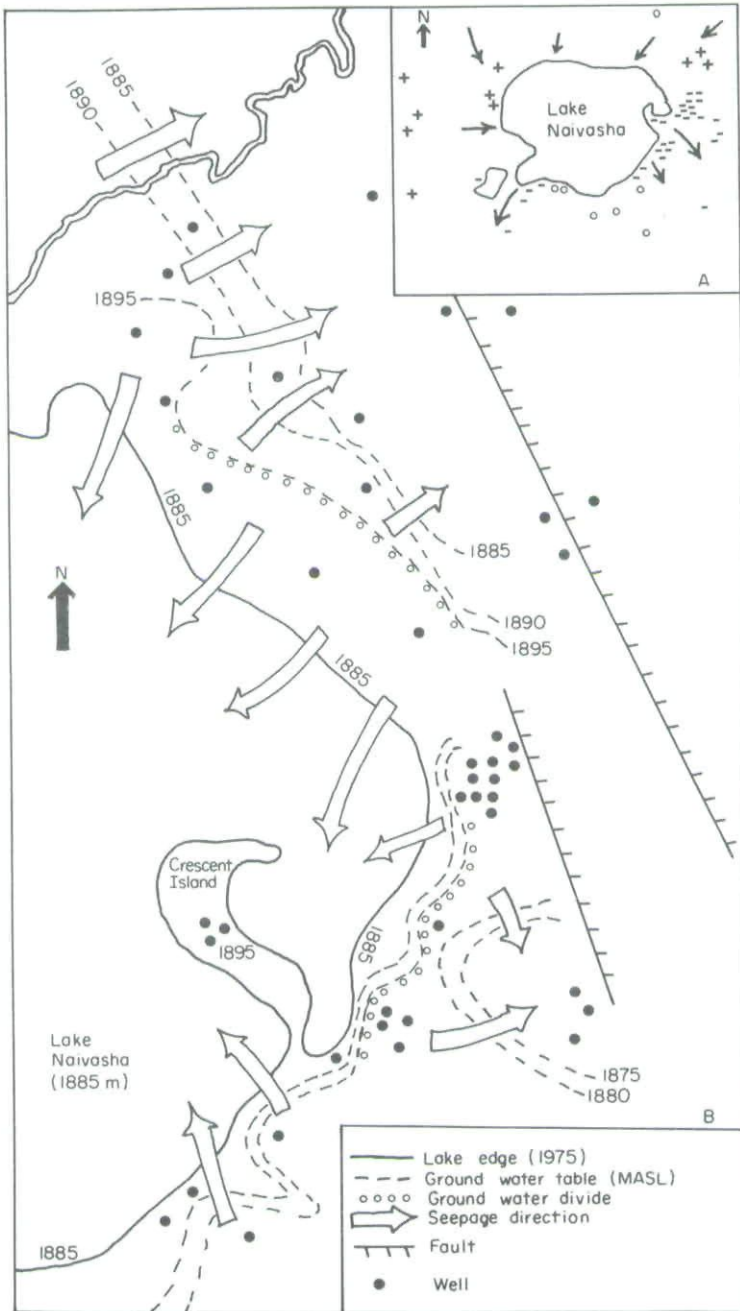 1885
1890
N
Lake
Naivasha
A
1895
1885
1885
N
1890
1895
1885
Crescent
Island
1895
1885
Lake
Naivasha
(1885 m)
1875
1880
B
1885
Lake edge (1975)
Ground water table (MASL)
Ground water divide
Seepage direction
Fault
Well